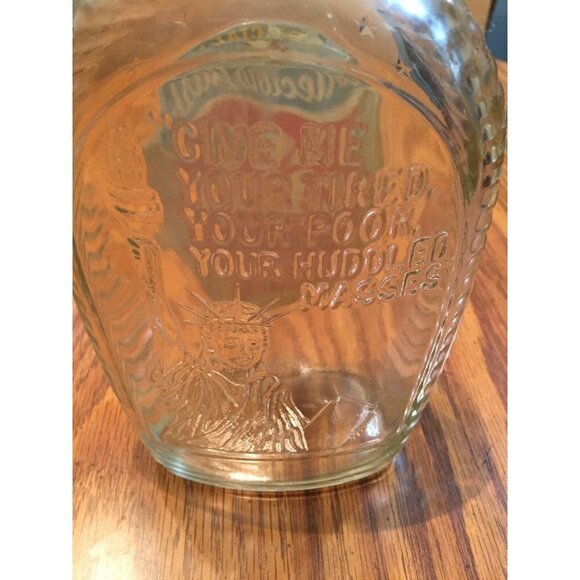 "GIVE ME
YOUR TIRED,
YOUR POOR,
YOUR HUDDLED
MASSES